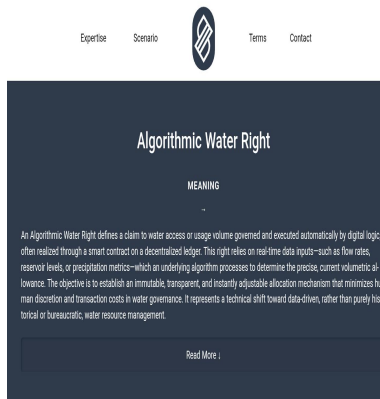 Expertise Scenario Terms Contact
Algorithmic Water Right
MEANING
→
An Algorithmic Water Right defines a claim to water access or usage volume governed and executed automatically by digital logic,
often realized through a smart contract on a decentralized ledger. This right relies on real-time data inputs—such as flow rates,
reservoir levels, or precipitation metrics—which an underlying algorithm processes to determine the precise, current volumetric al-
lowance. The objective is to establish an immutable, transparent, and instantly adjustable allocation mechanism that minimizes hu
man discretion and transaction costs in water governance. It represents a technical shift toward data-driven, rather than purely his
torical or bureaucratic, water resource management.
Read More ↓